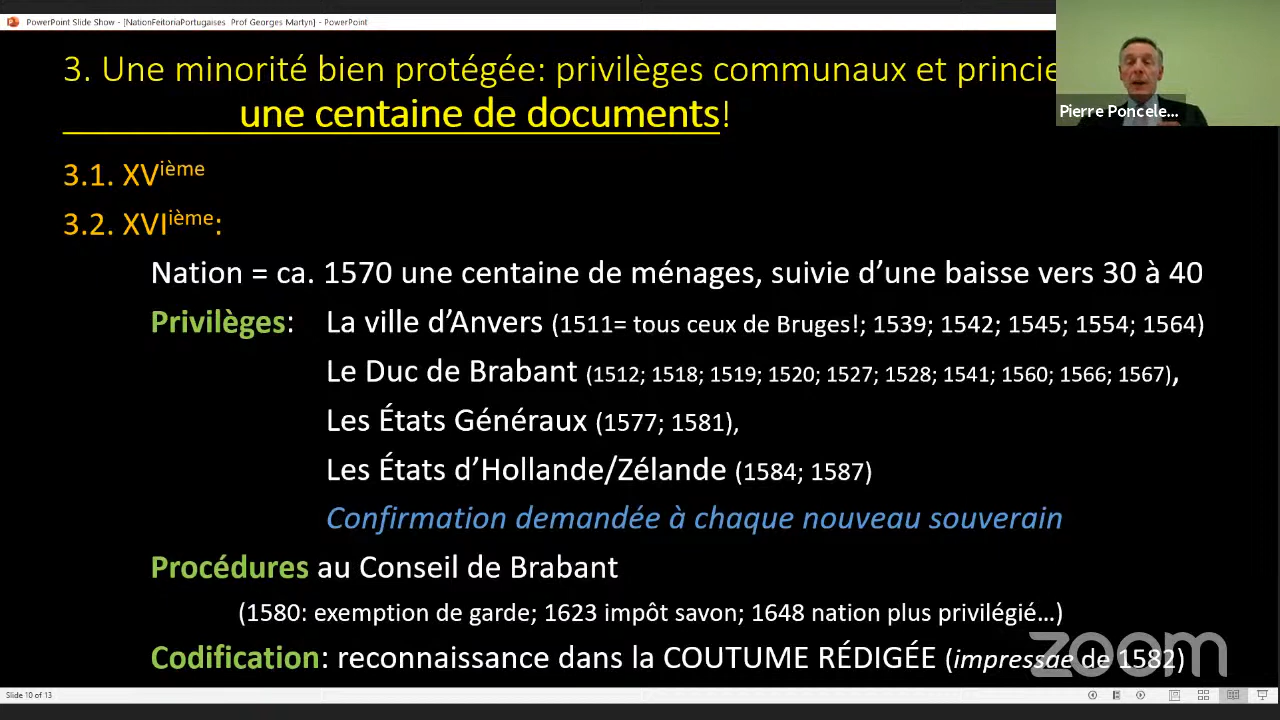 PowerPoint Slide Show - [NationFeitoriaPortugaises Prof Georges Martyn] - PowerPoint
3. Une minorité bien protégée: privilèges communaux et princie
une centaine de documents!
Pierre Poncele...
3.1. XVième
3.2. XVIième:
Nation = ca. 1570 une centaine de ménages, suivie d’une baisse vers 30 à 40
Privilèges: La ville d’Anvers (1511= tous ceux de Bruges!; 1539; 1542; 1545; 1554; 1564)
Le Duc de Brabant (1512; 1518; 1519; 1520; 1527; 1528; 1541; 1560; 1566; 1567),
Les États Généraux (1577; 1581),
Les États d’Hollande/Zélande (1584; 1587)
Confirmation demandée à chaque nouveau souverain
Procédures au Conseil de Brabant
(1580: exemption de garde; 1623 impôt savon; 1648 nation plus privilégié…)
Codification: reconnaissance dans la COUTUME RÉDIGÉE (impressae de 1582)
zoom
Slide 10 of 13